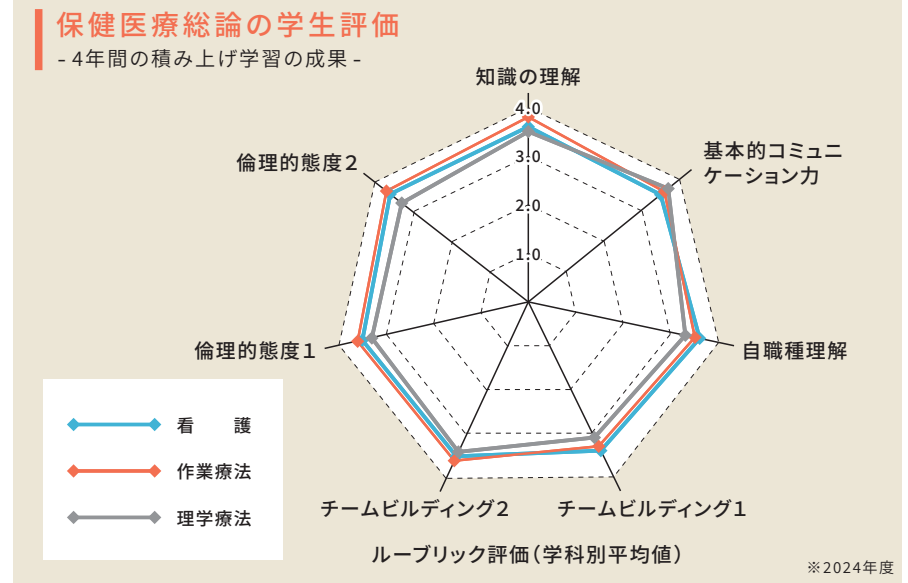 保健医療総論の学生評価
- 4年間の積み上げ学習の成果 -
知識の理解
4.0
基本的コミュニ
ケーション力
倫理的態度2
3.0
2.0
1.0
倫理的態度1
自職種理解
看　護
作業療法
理学療法
チームビルディング2
チームビルディング1
ルーブリック評価(学科別平均値)
※2024年度